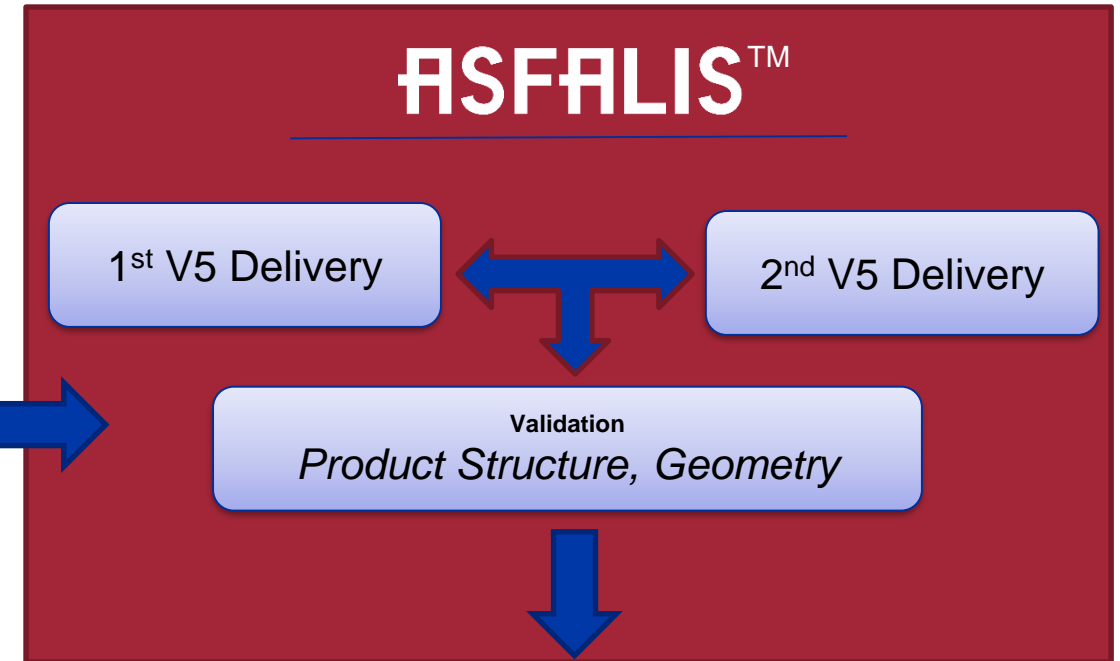 ASFALIS™
1st V5 Delivery
2nd V5 Delivery
Validation
Product Structure, Geometry